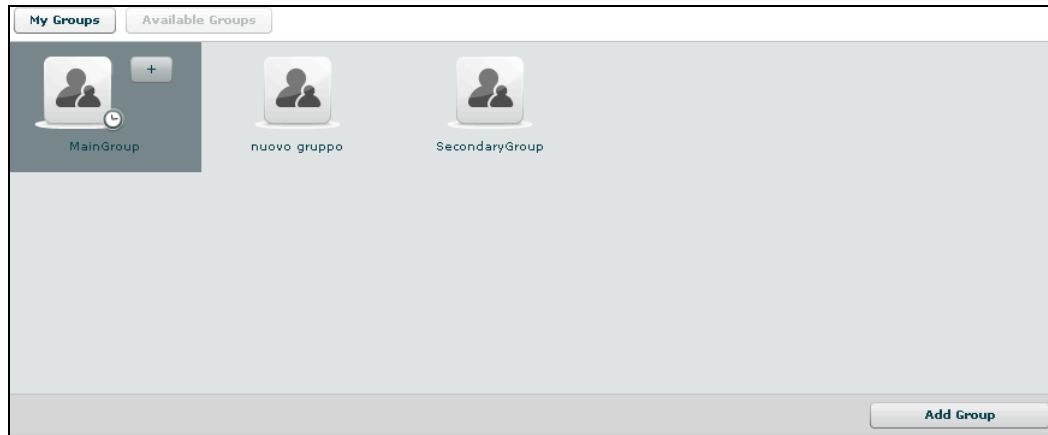 My Groups
Available Groups
+
MainGroup
nuovo gruppo
SecondaryGroup
Add Group